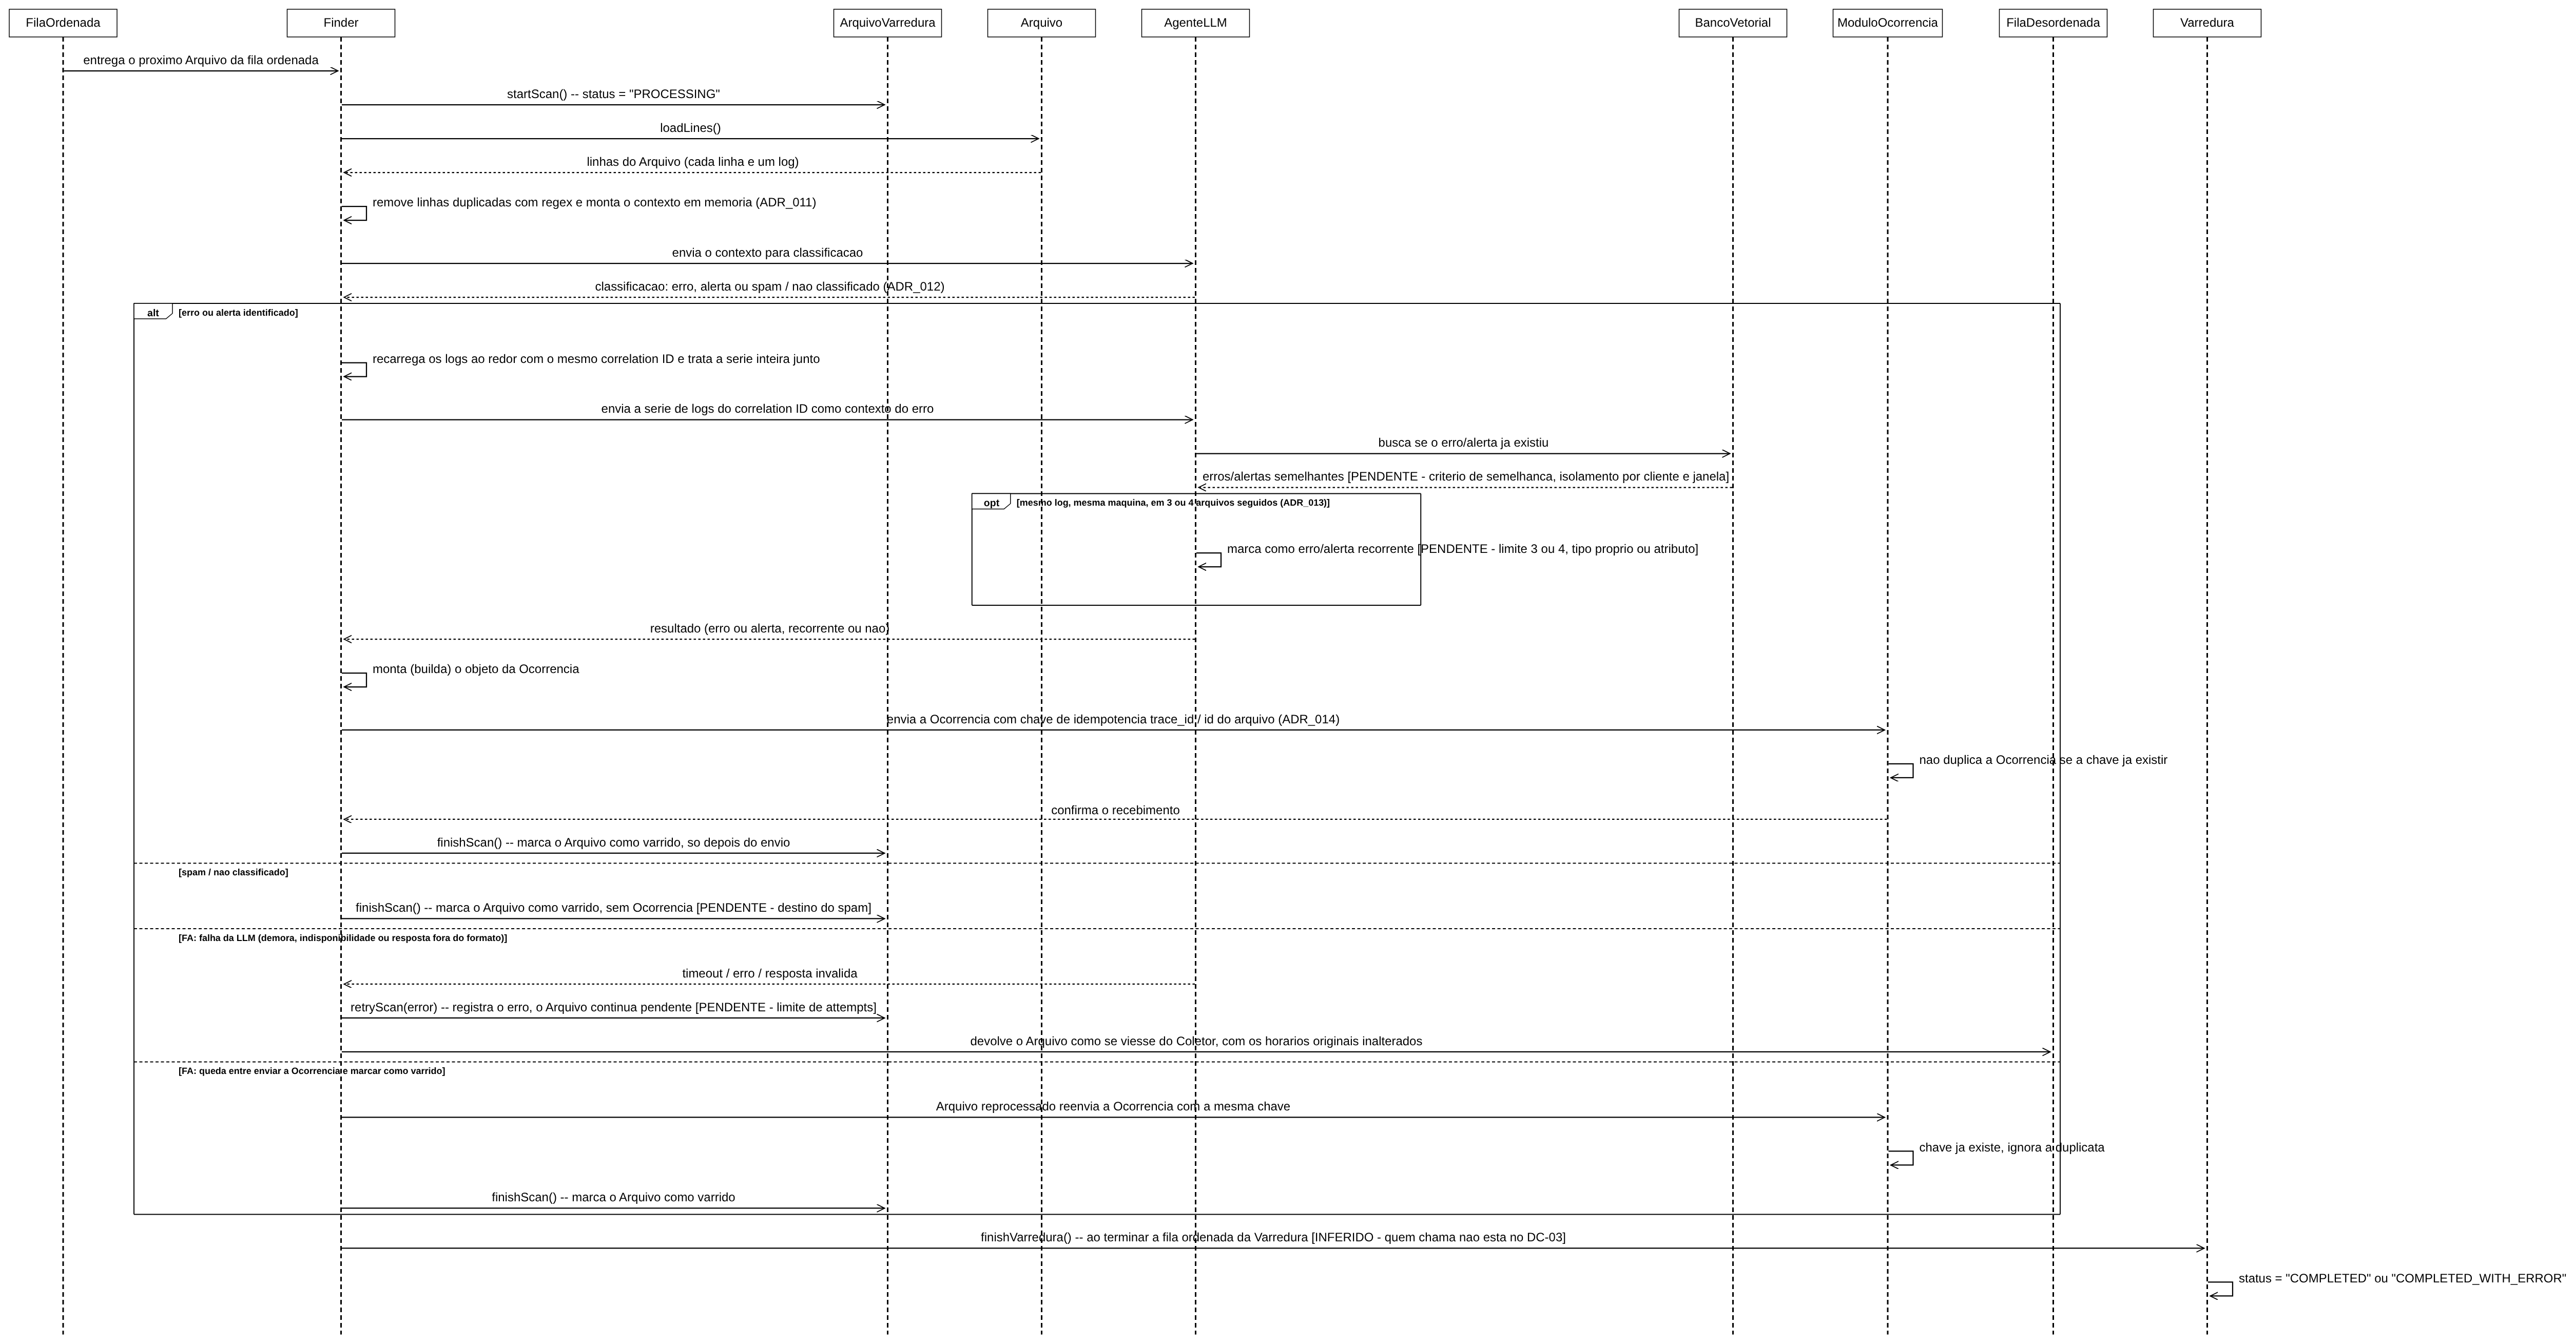 FilaOrdenada
Finder
ArquivoVarredura
Arquivo
AgenteLLM
BancoVetorial
ModuloOcorrencia
FilaDesordenada
Varredura
entrega o proximo Arquivo da fila ordenada
startScan() -- status = "PROCESSING"
loadLines()
linhas do Arquivo (cada linha e um log)
remove linhas duplicadas com regex e monta o contexto em memoria (ADR_011)
envia o contexto para classificacao
classificacao: erro, alerta ou spam / nao classificado (ADR_012)
alt
[erro ou alerta identificado]
recarrega os logs ao redor com o mesmo correlation ID e trata a serie inteira junto
envia a serie de logs do correlation ID como contexto do erro
busca se o erro/alerta ja existiu
erros/alertas semelhantes [PENDENTE - criterio de semelhanca, isolamento por cliente e janela]
opt
[mesmo log, mesma maquina, em 3 ou 4 arquivos seguidos (ADR_013)]
marca como erro/alerta recorrente [PENDENTE - limite 3 ou 4, tipo proprio ou atributo]
resultado (erro ou alerta, recorrente ou nao)
monta (builda) o objeto da Ocorrencia
envia a Ocorrencia com chave de idempotencia trace_id / id do arquivo (ADR_014)
nao duplica a Ocorrencia se a chave ja existir
confirma o recebimento
finishScan() -- marca o Arquivo como varrido, so depois do envio
[spam / nao classificado]
finishScan() -- marca o Arquivo como varrido, sem Ocorrencia [PENDENTE - destino do spam]
[FA: falha da LLM (demora, indisponibilidade ou resposta fora do formato)]
timeout / erro / resposta invalida
retryScan(error) -- registra o erro, o Arquivo continua pendente [PENDENTE - limite de attempts]
devolve o Arquivo como se viesse do Coletor, com os horarios originais inalterados
[FA: queda entre enviar a Ocorrencia e marcar como varrido]
Arquivo reprocessado reenvia a Ocorrencia com a mesma chave
chave ja existe, ignora a duplicata
finishScan() -- marca o Arquivo como varrido
finishVarredura() -- ao terminar a fila ordenada da Varredura [INFERIDO - quem chama nao esta no DC-03]
status = "COMPLETED" ou "COMPLETED_WITH_ERROR"